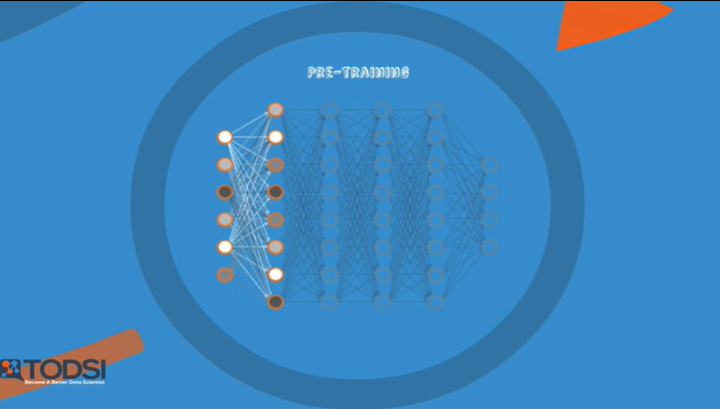 PRE-TRAINING
TODSI
Become A Better Data Scientist